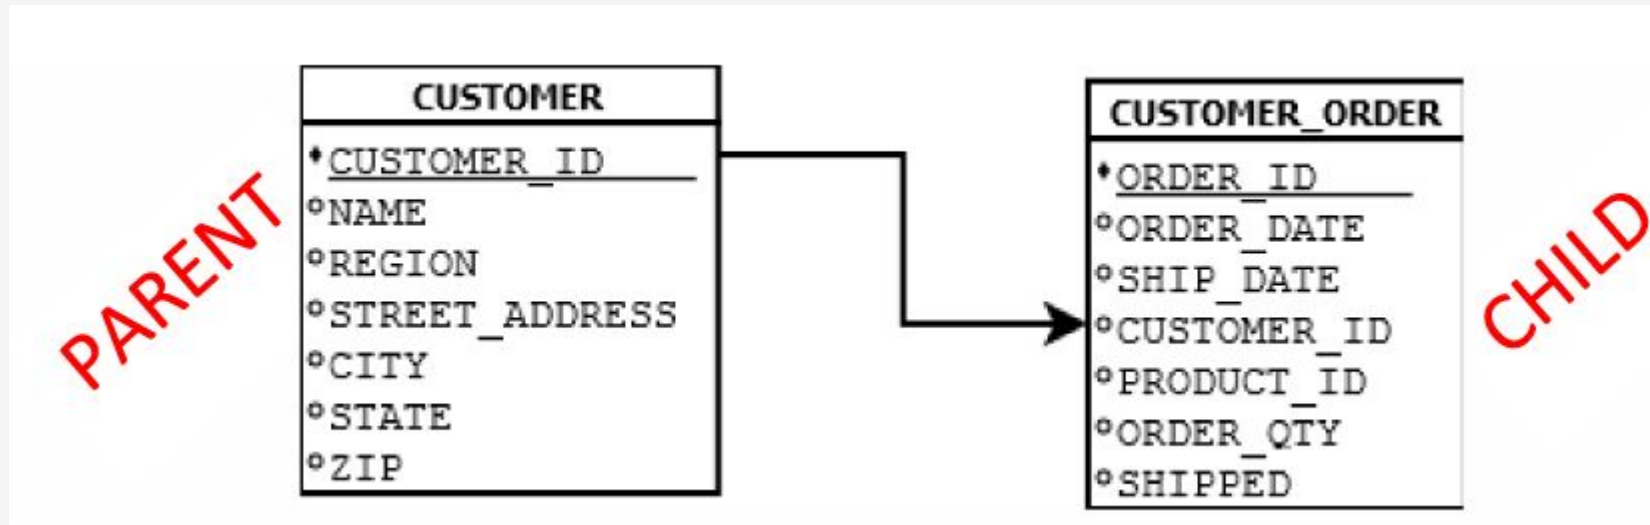 PARENT
CUSTOMER
CUSTOMER_ID
NAME
REGION
STREET_ADDRESS
CITY
STATE
ZIP
CUSTOMER_ORDER
ORDER_ID
ORDER_DATE
SHIP_DATE
CUSTOMER_ID
PRODUCT_ID
ORDER_QTY
SHIPPED
CHILD